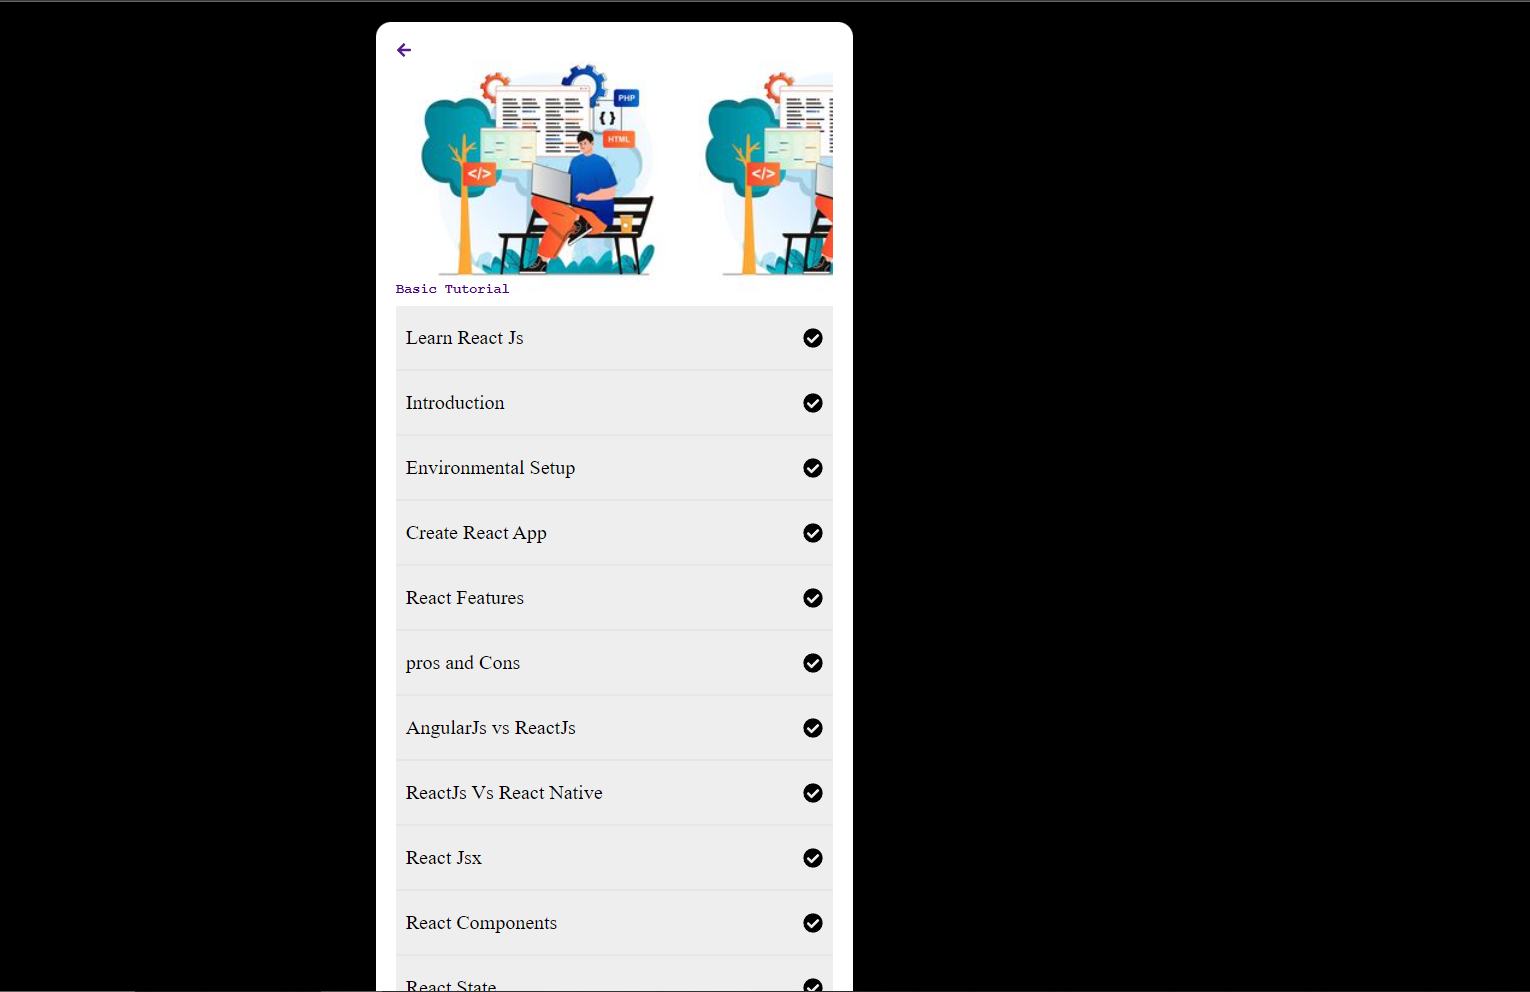 PHP
{}
HTML
</>
</>
Basic Tutorial
Learn React Js
Introduction
Environmental Setup
Create React App
React Features
pros and Cons
AngularJs vs ReactJs
ReactJs Vs React Native
React Jsx
React Components
React State